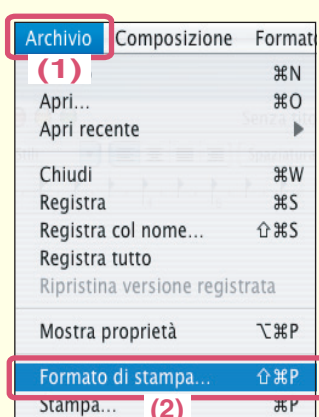 Archivio Composizione Format
(1) ⌘N
Apri... ⌘O
Apri recente ▶
Chiudi ⌘W
Registra ⌘S
Registra col nome... ⇧⌘S
Registra tutto
Ripristina versione registrata
Mostra proprietà ⌥⌘P
Formato di stampa... ⇧⌘P
Stampa... ⌘P
(2)